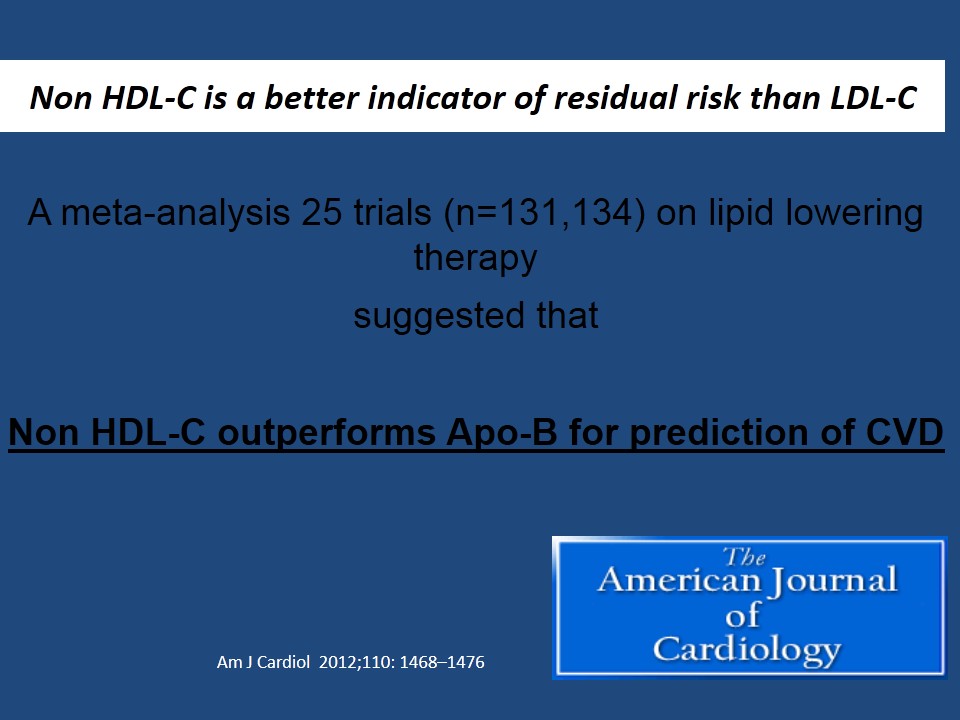 Non HDL-C is a better indicator of residual risk than LDL-C
A meta-analysis 25 trials (n=131,134) on lipid lowering
therapy
suggested that
Non HDL-C outperforms Apo-B for prediction of CVD
The
American Journal
of
Cardiology
Am J Cardiol 2012;110: 1468–1476